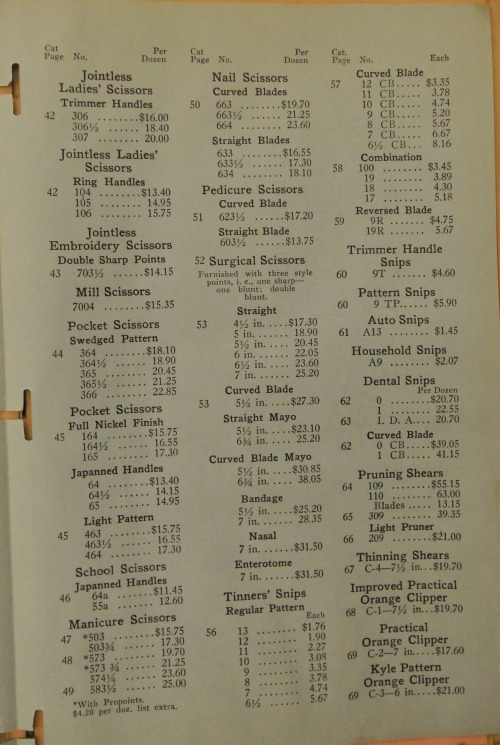 Cat Page No. Per Dozen
Jointless
Ladies' Scissors
Trimmer Handles
42 306 ........$16.00
306½ ...... 18.40
307 ........ 20.00
Jointless Ladies'
Scissors
Ring Handles
42 104 ........$13.40
105 ........ 14.95
106 ........ 15.75
Jointless
Embroidery Scissors
Double Sharp Points
43 703½ ......$14.15
Mill Scissors
7004 ........$15.35
Pocket Scissors
Swedged Pattern
44 364 ........$18.10
364½ ...... 18.90
365 ........ 20.45
365½ ...... 21.25
366 ........ 22.85
Pocket Scissors
Full Nickel Finish
45 164 ........$15.75
164½ ...... 16.55
165 ........ 17.30
Japanned Handles
64 ........$13.40
64½ ...... 14.15
65 ........ 14.95
Light Pattern
45 463 ........$15.75
463½ ...... 16.55
464 ........ 17.30
School Scissors
Japanned Handles
46 64a ........$11.45
55a ........ 12.60
Manicure Scissors
47 *503 ........$15.75
503¾ ...... 17.30
48 *573 ........ 19.70
*573 ¾ ...... 21.25
574¼ ...... 23.60
49 583½ ...... 25.00
*With Propoints.
$4.20 per doz. list extra.
Cat Page No. Per Dozen
Nail Scissors
Curved Blades
50 663 ........$19.70
663½ ...... 21.25
664 ........ 23.60
Straight Blades
633 ........$16.55
633½ ...... 17.30
634 ........ 18.10
Pedicure Scissors
Curved Blade
51 623½ ......$17.20
Straight Blade
603½ ......$13.75
52 Surgical Scissors
Furnished with three style
points, i. e., one sharp—
one blunt; double
blunt.
Straight
53 4½ in.....$17.30
5 in....... 18.90
5½ in..... 20.45
6 in....... 22.05
6½ in..... 23.60
7 in....... 25.20
Curved Blade
53 5½ in.....$27.30
Straight Mayo
5½ in.....$23.10
6¾ in..... 25.20
Curved Blade Mayo
5½ in.....$30.85
6¾ in..... 38.05
Bandage
5½ in.....$25.20
7 in....... 28.35
Nasal
7 in.......$31.50
Enterotome
7 in.......$31.50
Tinners' Snips
Regular Pattern
Each
56 13 ........$1.76
12 ........ 1.90
11 ........ 2.27
10 ........ 3.08
9 ........ 3.35
8 ........ 3.78
7 ........ 4.74
6½ ...... 5.67
Cat. Page No. Each
Curved Blade
57 12 CB.....$3.35
11 CB..... 3.78
10 CB..... 4.74
9 CB..... 5.20
8 CB..... 5.67
7 CB..... 6.67
6½ CB... 8.16
Combination
58 100 ........$3.45
19 ........ 3.89
18 ........ 4.30
17 ........ 5.18
Reversed Blade
59 9R ......$4.75
19R ...... 5.67
Trimmer Handle
Snips
60 9T ......$4.60
Pattern Snips
60 9 TP......$5.90
Auto Snips
61 A13 ........$1.45
Household Snips
A9 ........$2.07
Dental Snips
Per Dozen
62 0 ........$20.70
1 ........ 22.55
63 I. D. A.... 20.70
Curved Blade
62 0 CB.....$39.05
1 CB..... 41.15
Pruning Shears
64 109 ........$55.15
110 ........ 63.00
Blades ..... 13.15
65 309 ........ 39.35
Light Pruner
66 209 ........$21.00
Thinning Shears
67 C-4—7½ in...$19.70
Improved Practical
Orange Clipper
68 C-1—7½ in...$19.70
Practical
Orange Clipper
69 C-2—7 in.....$17.60
Kyle Pattern
Orange Clipper
69 C-3—6 in.....$21.00